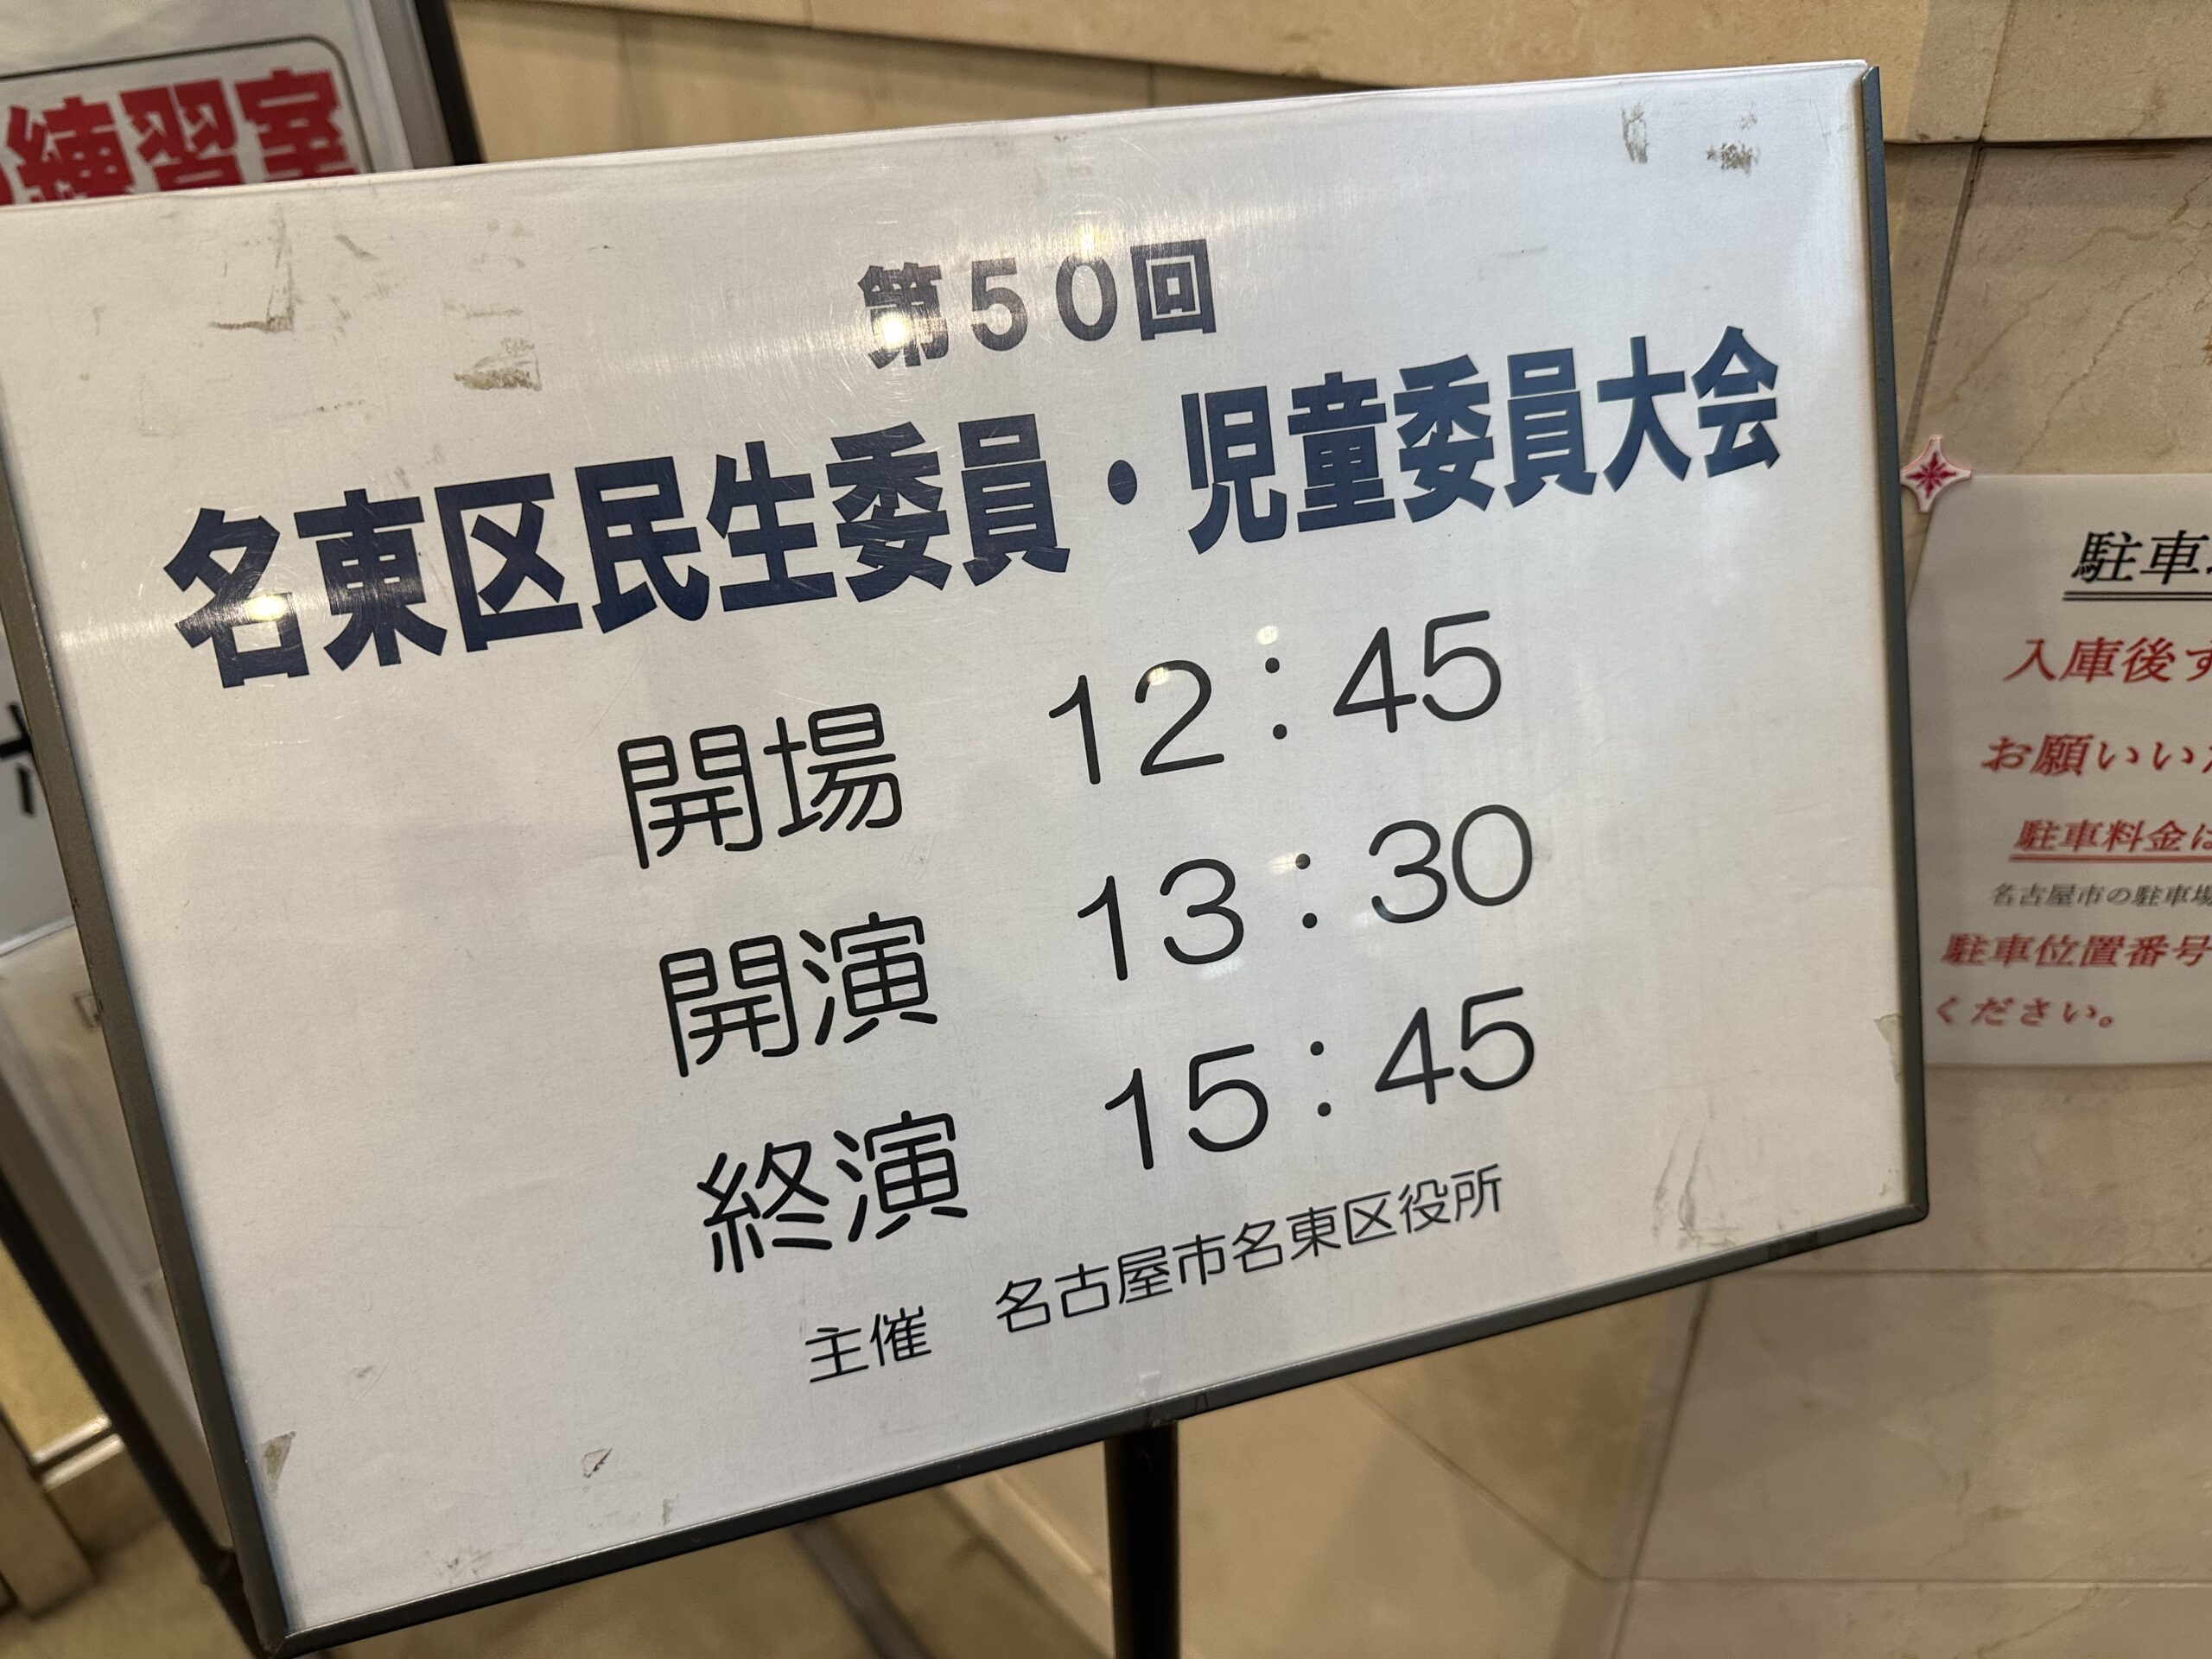 練習室
第50回
名東区民生委員・児童委員大会
開場 12:45
開演 13:30
終演 15:45
主催 名古屋市名東区役所
駐車
入庫後す
お願いいた
駐車料金は
名古屋市の駐車場
駐車位置番号
ください。